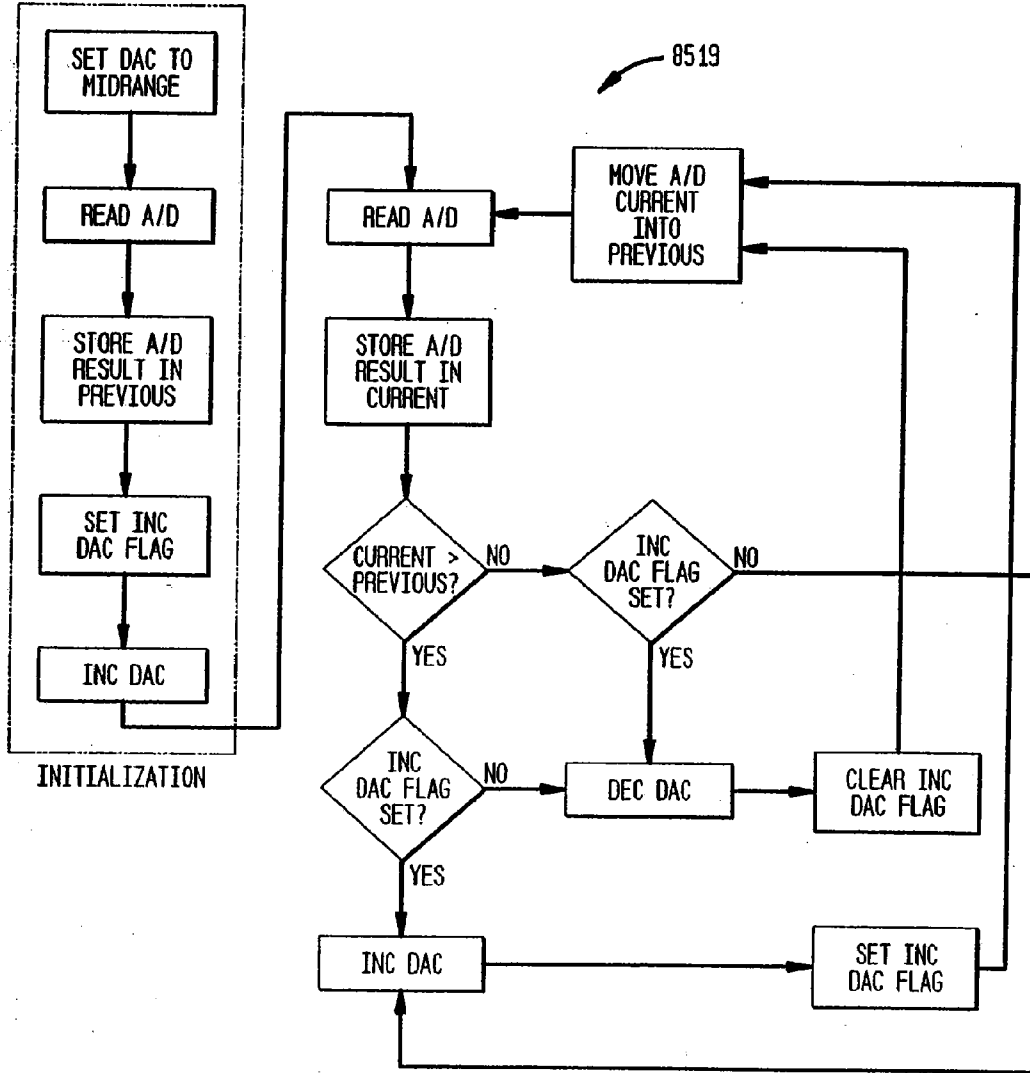 SET DAC TO
MIDRANGE
READ A/D
STORE A/D
RESULT IN
PREVIOUS
SET INC
DAC FLAG
INC DAC
INITIALIZATION
8519
READ A/D
MOVE A/D
CURRENT
INTO
PREVIOUS
STORE A/D
RESULT IN
CURRENT
CURRENT >
PREVIOUS?
NO
YES
INC
DAC FLAG
SET?
NO
YES
INC
DAC FLAG
SET?
NO
YES
DEC DAC
CLEAR INC
DAC FLAG
INC DAC
SET INC
DAC FLAG